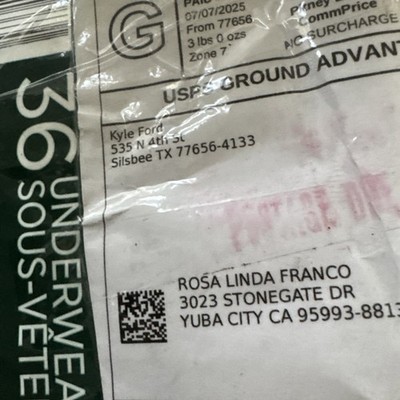 G
07/07/2025
From 77656
3 lbs 0 ozs
Zone 7
CommPrice
NO SURCHARGE
USPS GROUND ADVANT
Kyle Ford
535 N 4th St
Silsbee TX 77656-4133
ROSA LINDA FRANCO
3023 STONEGATE DR
YUBA CITY CA 95993-8813
36
UNDERWEA
SOUS-VÊTE